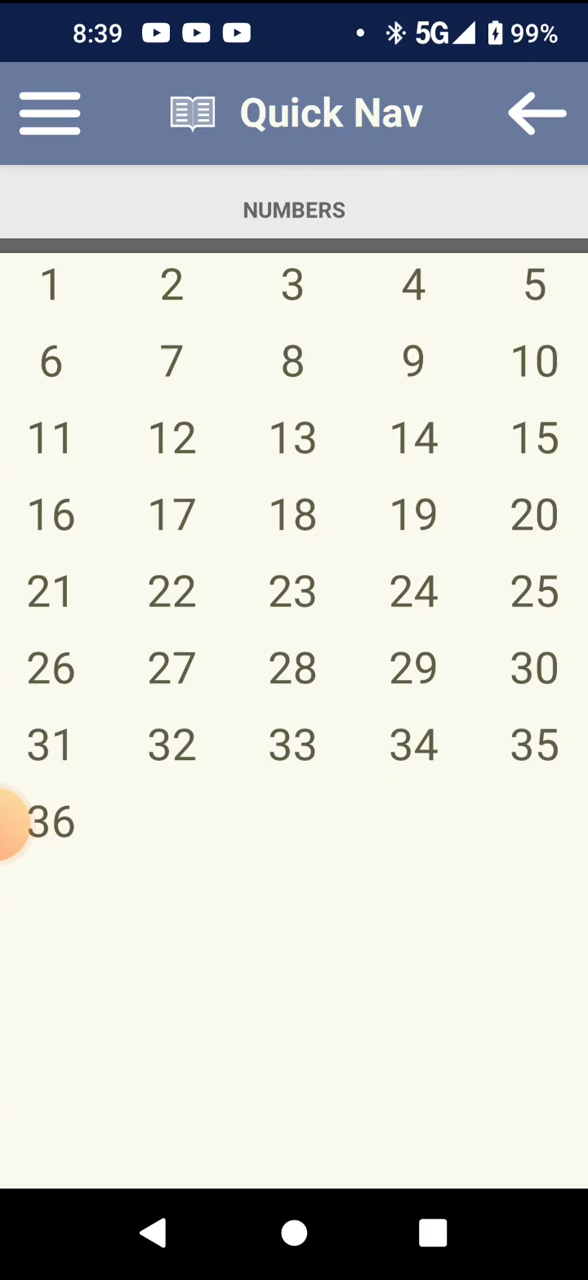 8:39 5G 99%
Quick Nav
NUMBERS
1 2 3 4 5
6 7 8 9 10
11 12 13 14 15
16 17 18 19 20
21 22 23 24 25
26 27 28 29 30
31 32 33 34 35
36